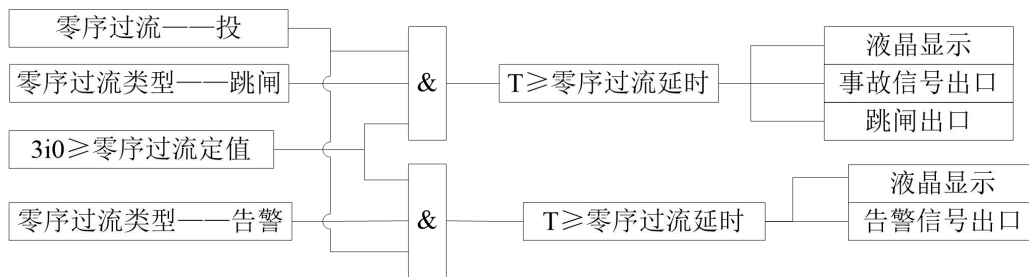 零序过流——投
零序过流类型——跳闸
3i0≥零序过流定值
零序过流类型——告警
&
&
T≥零序过流延时
T≥零序过流延时
液晶显示
事故信号出口
跳闸出口
液晶显示
告警信号出口